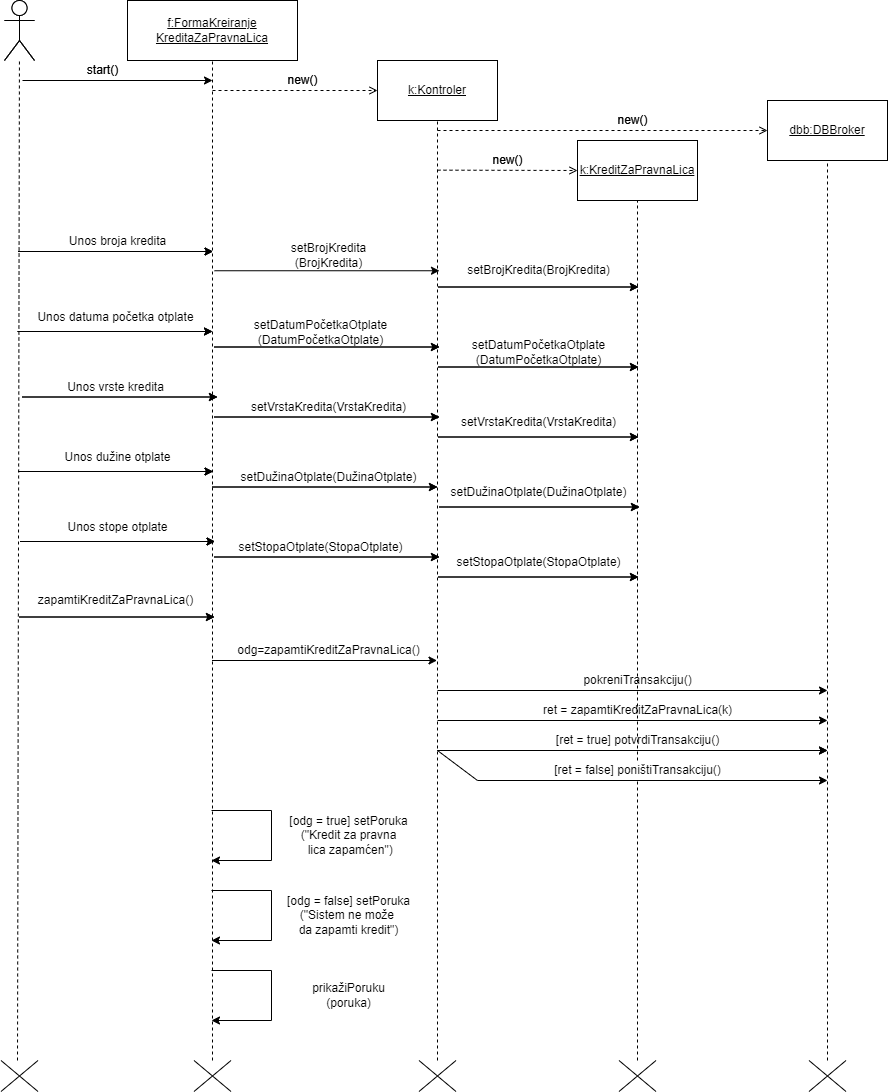 f:FormaKreiranje
KreditaZaPravnaLica
start()
new()
k:Kontroler
new()
dbb:DBBroker
new()
k:KreditZaPravnaLica
Unos broja kredita
setBrojKredita
(BrojKredita)
setBrojKredita(BrojKredita)
Unos datuma početka otplate
setDatumPočetkaOtplate
(DatumPočetkaOtplate)
setDatumPočetkaOtplate
(DatumPočetkaOtplate)
Unos vrste kredita
setVrstaKredita(VrstaKredita)
setVrstaKredita(VrstaKredita)
Unos dužine otplate
setDužinaOtplate(DužinaOtplate)
setDužinaOtplate(DužinaOtplate)
Unos stope otplate
setStopaOtplate(StopaOtplate)
setStopaOtplate(StopaOtplate)
zapamtiKreditZaPravnaLica()
odg=zapamtiKreditZaPravnaLica()
pokreniTransakciju()
ret = zapamtiKreditZaPravnaLica(k)
[ret = true] potvrdiTransakciju()
[ret = false] poništiTransakciju()
[odg = true] setPoruka
("Kredit za pravna
lica zapamćen")
[odg = false] setPoruka
("Sistem ne može
da zapamti kredit")
prikažiPoruku
(poruka)